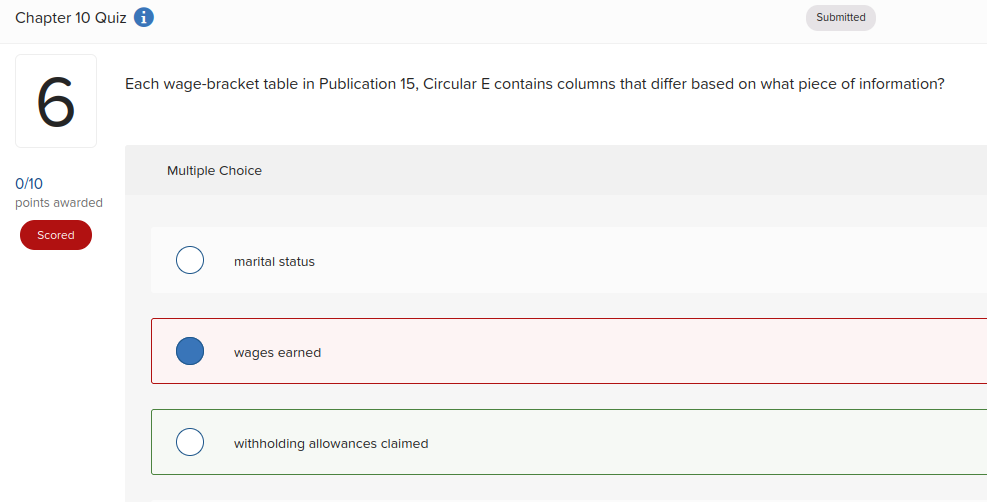 Chapter 10 Quiz i
Submitted
6
Each wage-bracket table in Publication 15, Circular E contains columns that differ based on what piece of information?
0/10
points awarded
Scored
Multiple Choice
marital status
wages earned
withholding allowances claimed